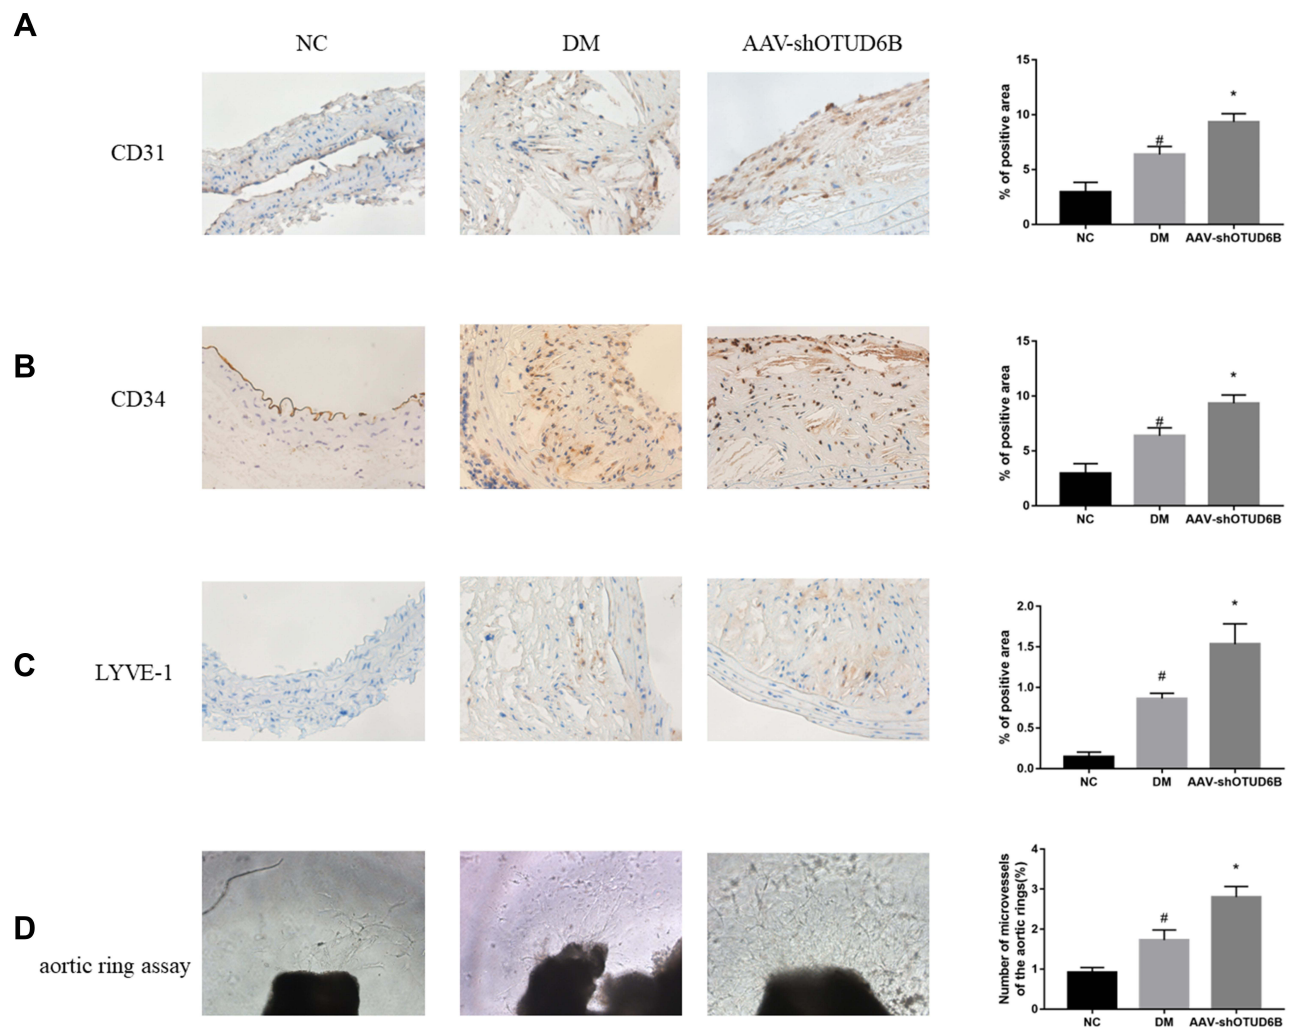 A
NC
DM
AAV-shOTUD6B
CD31
% of positive area
15
10
5
0
#
*
NC
DM
AAV-shOTUD6B
B
CD34
% of positive area
15
10
5
0
#
*
NC
DM
AAV-shOTUD6B
C
LYVE-1
% of positive area
2.0
1.5
1.0
0.5
0.0
#
*
NC
DM
AAV-shOTUD6B
D
aortic ring assay
Number of microvessels
of the aortic rings(%)
4
3
2
1
0
#
*
NC
DM
AAV-shOTUD6B